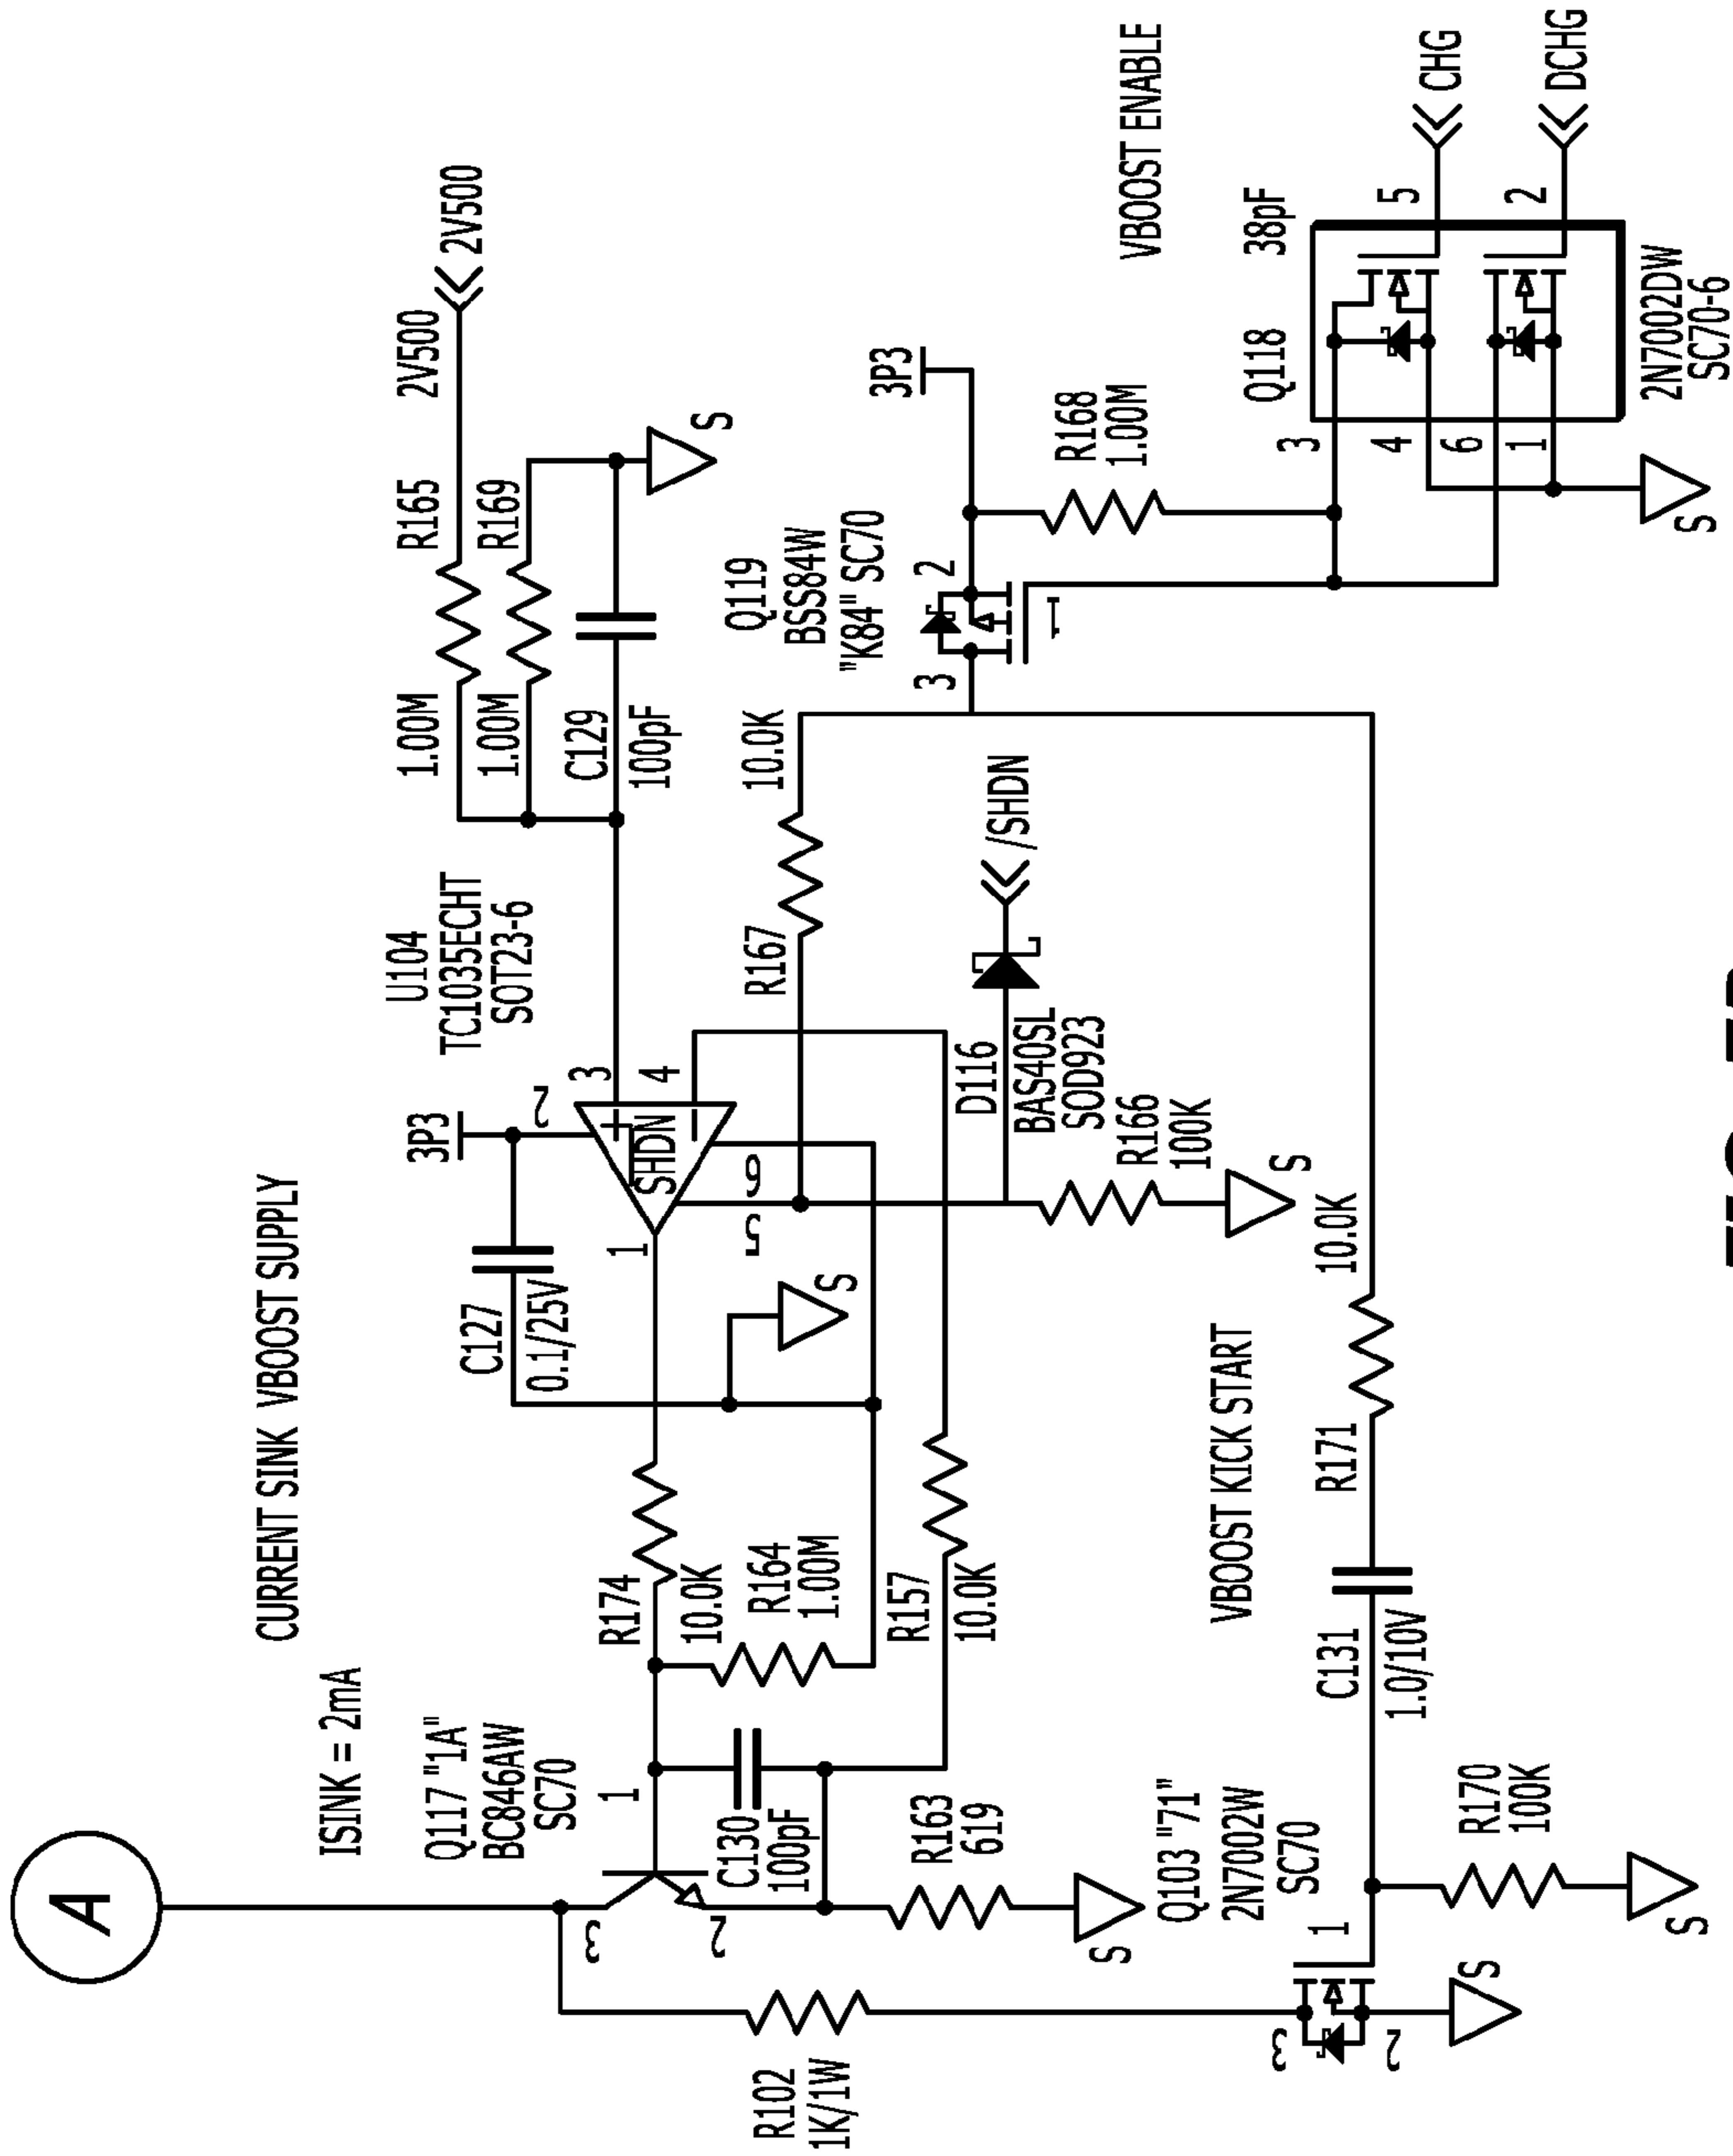 A
CURRENT SINK VBOOST SUPPLY
ISINK = 2mA
Q117 "1A"
BC846AW
SC70
1
3
2
R102
1K/1W
C130
100pF
R163
619
S
R174
10.0K
R164
1.00M
R157
10.0K
C127
0.1/25V
S
3P3
2
U104
TC1035ECHT
SOT23-6
SHDN
+
-
1
3
4
6
5
R165
1.00M
2V500
2V500
R169
1.00M
C129
100pF
S
R167
10.0K
D116
BAS40SL
SOD923
/SHDN
R166
100K
S
Q119
BSS84W
"K84" SC70
3
2
1
3P3
R168
1.00M
VBOOST ENABLE
Q118
38pF
3
4
6
1
5
2
CHG
DCHG
2N7002DW
SC70-6
S
VBOOST KICK START
Q103 "71"
2N7002W
SC70
1
3
2
S
C131
1.0/10V
R171
10.0K
R170
100K
S